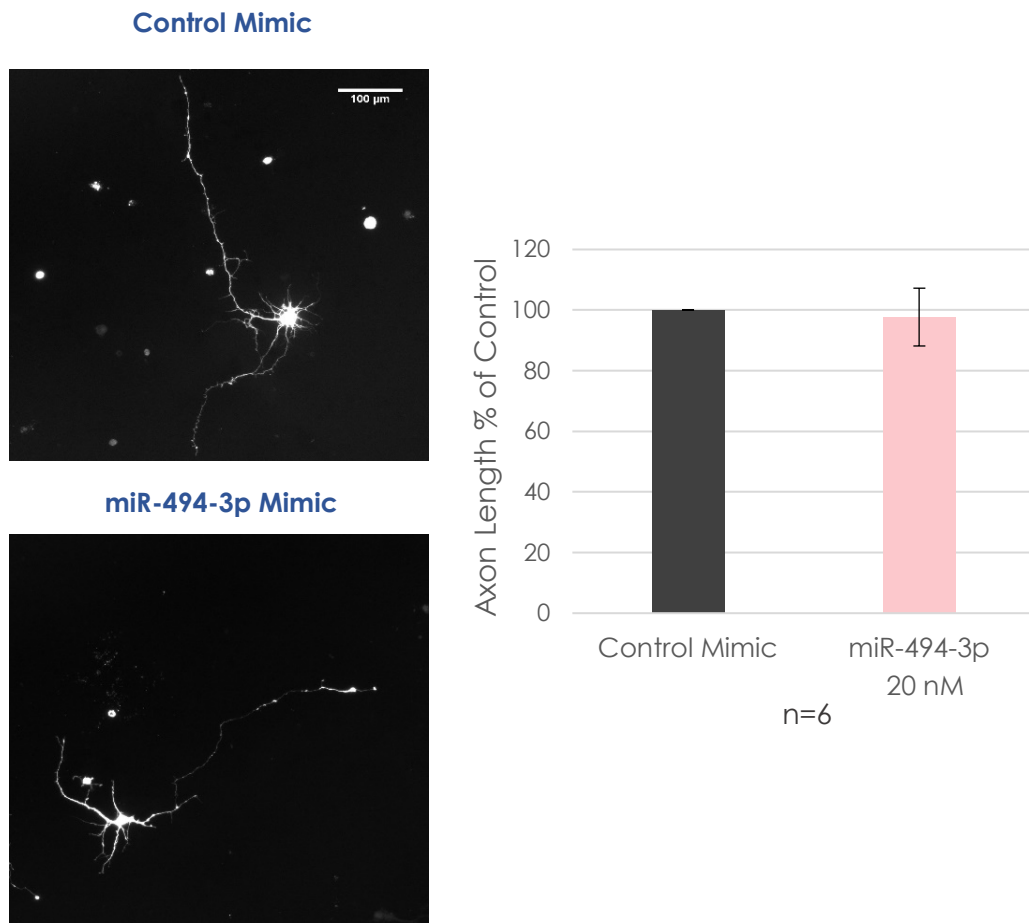 Control Mimic
100 µm
miR-494-3p Mimic
Axon Length % of Control
120
100
80
60
40
20
0
Control Mimic
miR-494-3p
20 nM
n=6